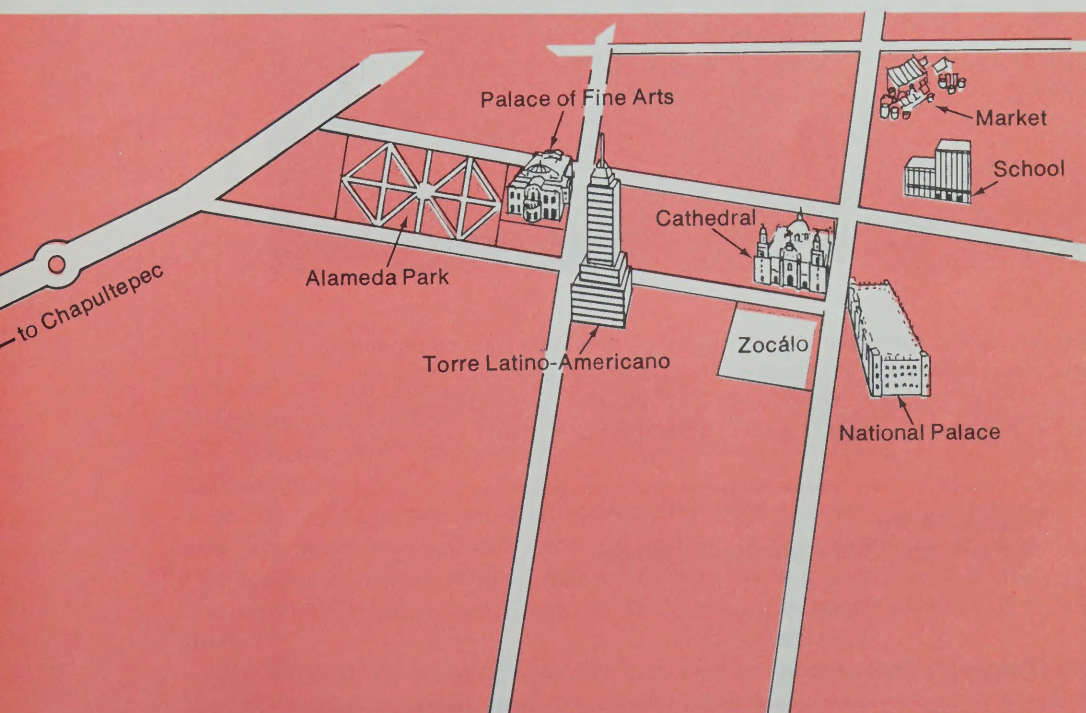 Palace of Fine Arts
Market
School
Cathedral
Alameda Park
to Chapultepec
Zocálo
Torre Latino-Americano
National Palace